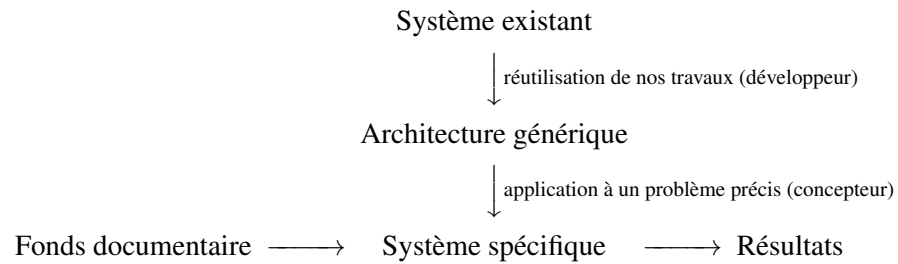 Système existant
réutilisation de nos travaux (développeur)
Architecture générique
application à un problème précis (concepteur)
Fonds documentaire Système spécifique Résultats